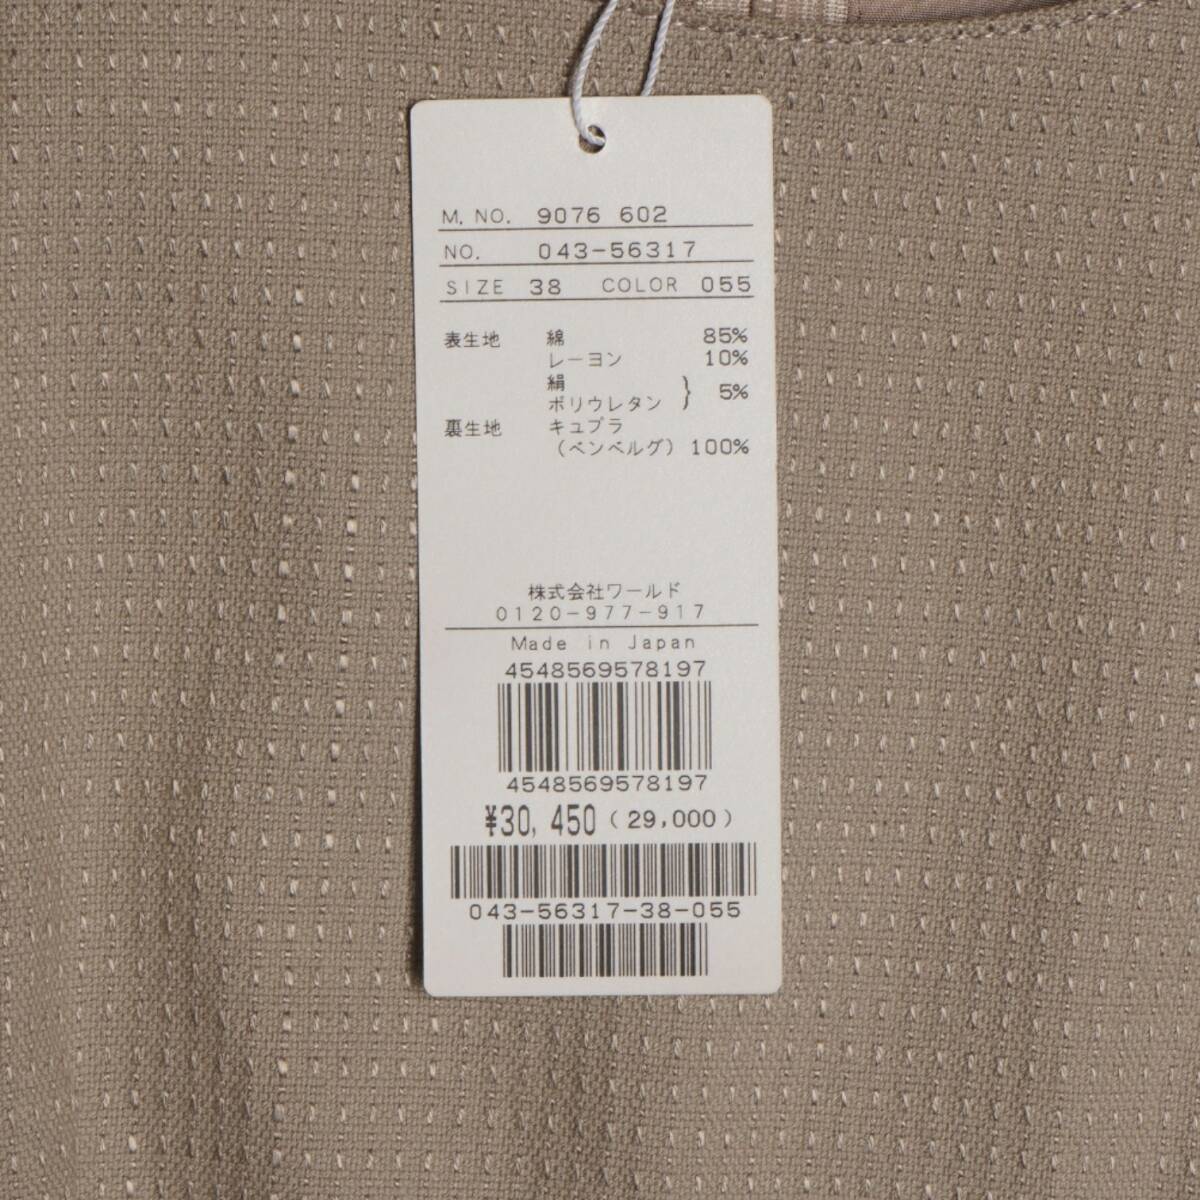 M. NO. 9076 602
NO. 043-56317
SIZE 38 COLOR 055
表生地 綿 85%
レーヨン 10%
絹
ポリウレタン } 5%
裏生地 キュプラ
(ベンベルグ) 100%
株式会社ワールド
0120-977-917
Made in Japan
4548569578197
4548569578197
¥30,450 (29,000)
043-56317-38-055